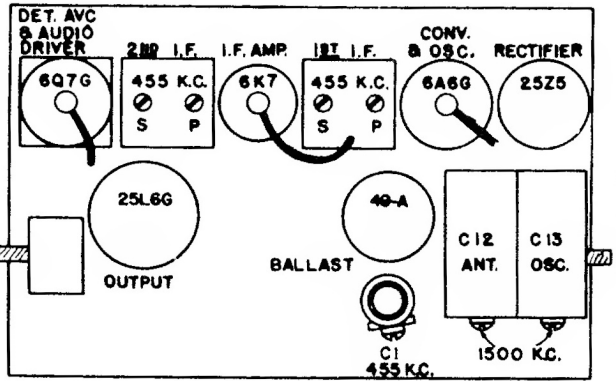 DET. AVC
& AUDIO
DRIVER
2ND I.F.
I.F. AMP.
1ST I.F.
CONV.
& OSC.
RECTIFIER
6Q7G
455 K.C.
S P
6K7
455 K.C.
S P
6A6G
25Z5
25L6G
OUTPUT
49-A
BALLAST
C12
ANT.
C13
OSC.
C1
455 K.C.
1500 K.C.